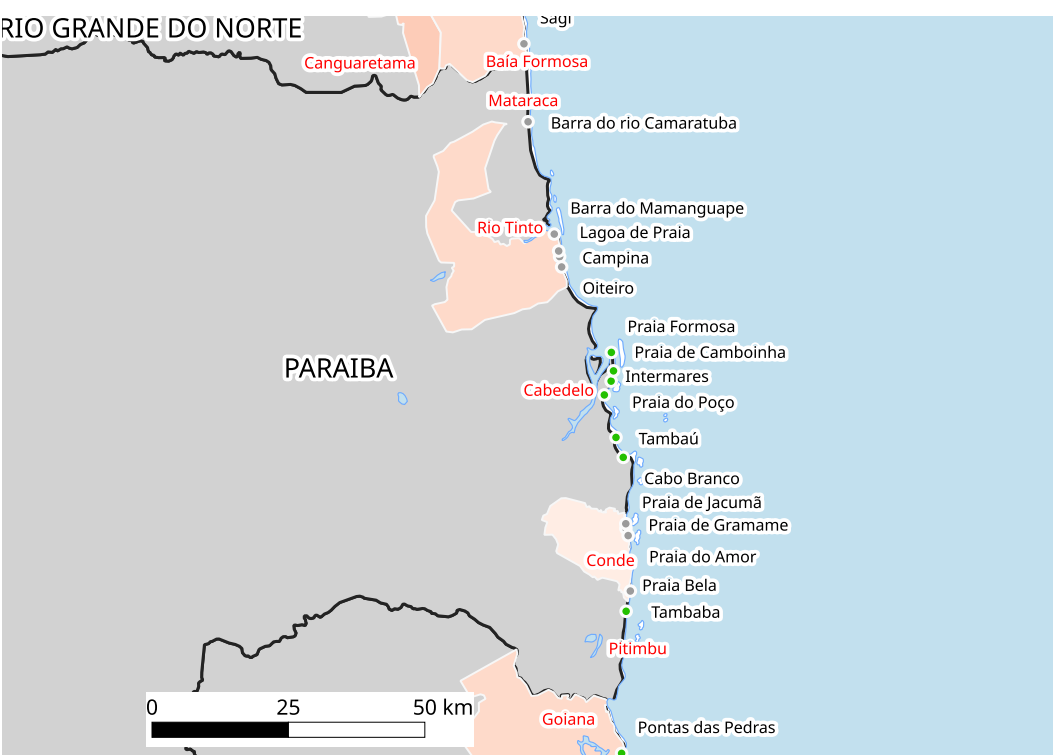 Sagi
RIO GRANDE DO NORTE
Canguaretama
Baía Formosa
Mataraca
Barra do rio Camaratuba
Barra do Mamanguape
Rio Tinto
Lagoa de Praia
Campina
Oiteiro
Praia Formosa
Praia de Camboinha
PARAIBA
Intermares
Cabedelo
Praia do Poço
Tambaú
Cabo Branco
Praia de Jacumã
Praia de Gramame
Praia do Amor
Conde
Praia Bela
Tambaba
Pitimbu
0 25 50 km
Goiana
Pontas das Pedras